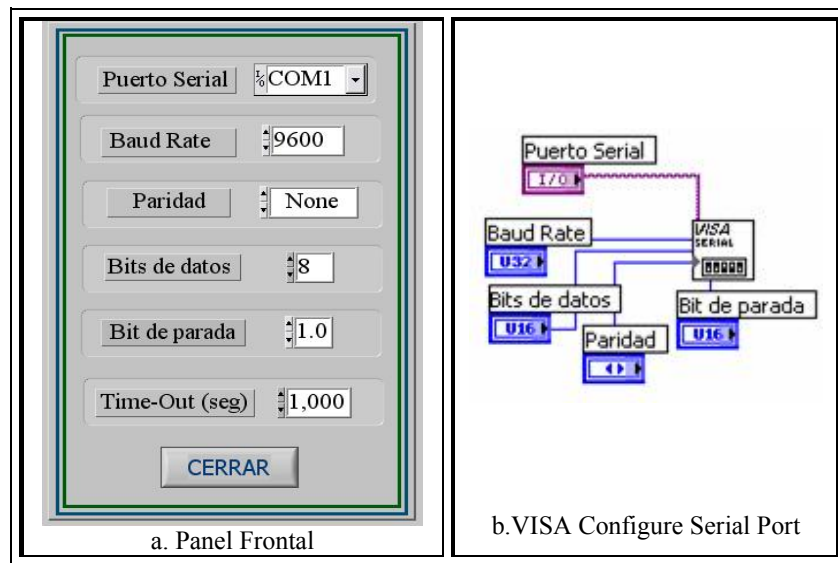 Puerto Serial
I/O COM1
Baud Rate
9600
Paridad
None
Bits de datos
8
Bit de parada
1.0
Time-Out (seg)
1,000
CERRAR
a. Panel Frontal
Puerto Serial
I/O
Baud Rate
U32
VISA
SERIAL
Bits de datos
U16
Paridad
Bit de parada
U16
b.VISA Configure Serial Port